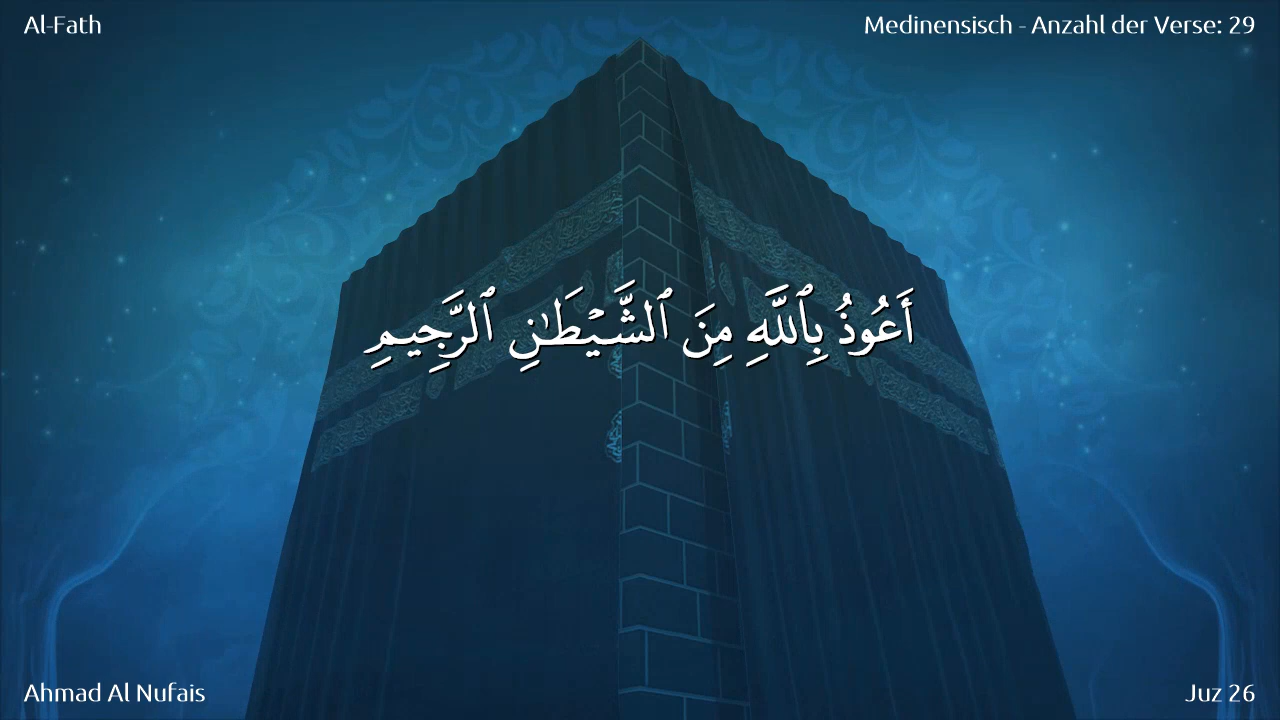 Al-Fath
Medinensisch - Anzahl der Verse: 29
أَعُوذُ بِٱللَّهِ مِنَ ٱلشَّيْطَـٰنِ ٱلرَّجِيمِ
Ahmad Al Nufais
Juz 26